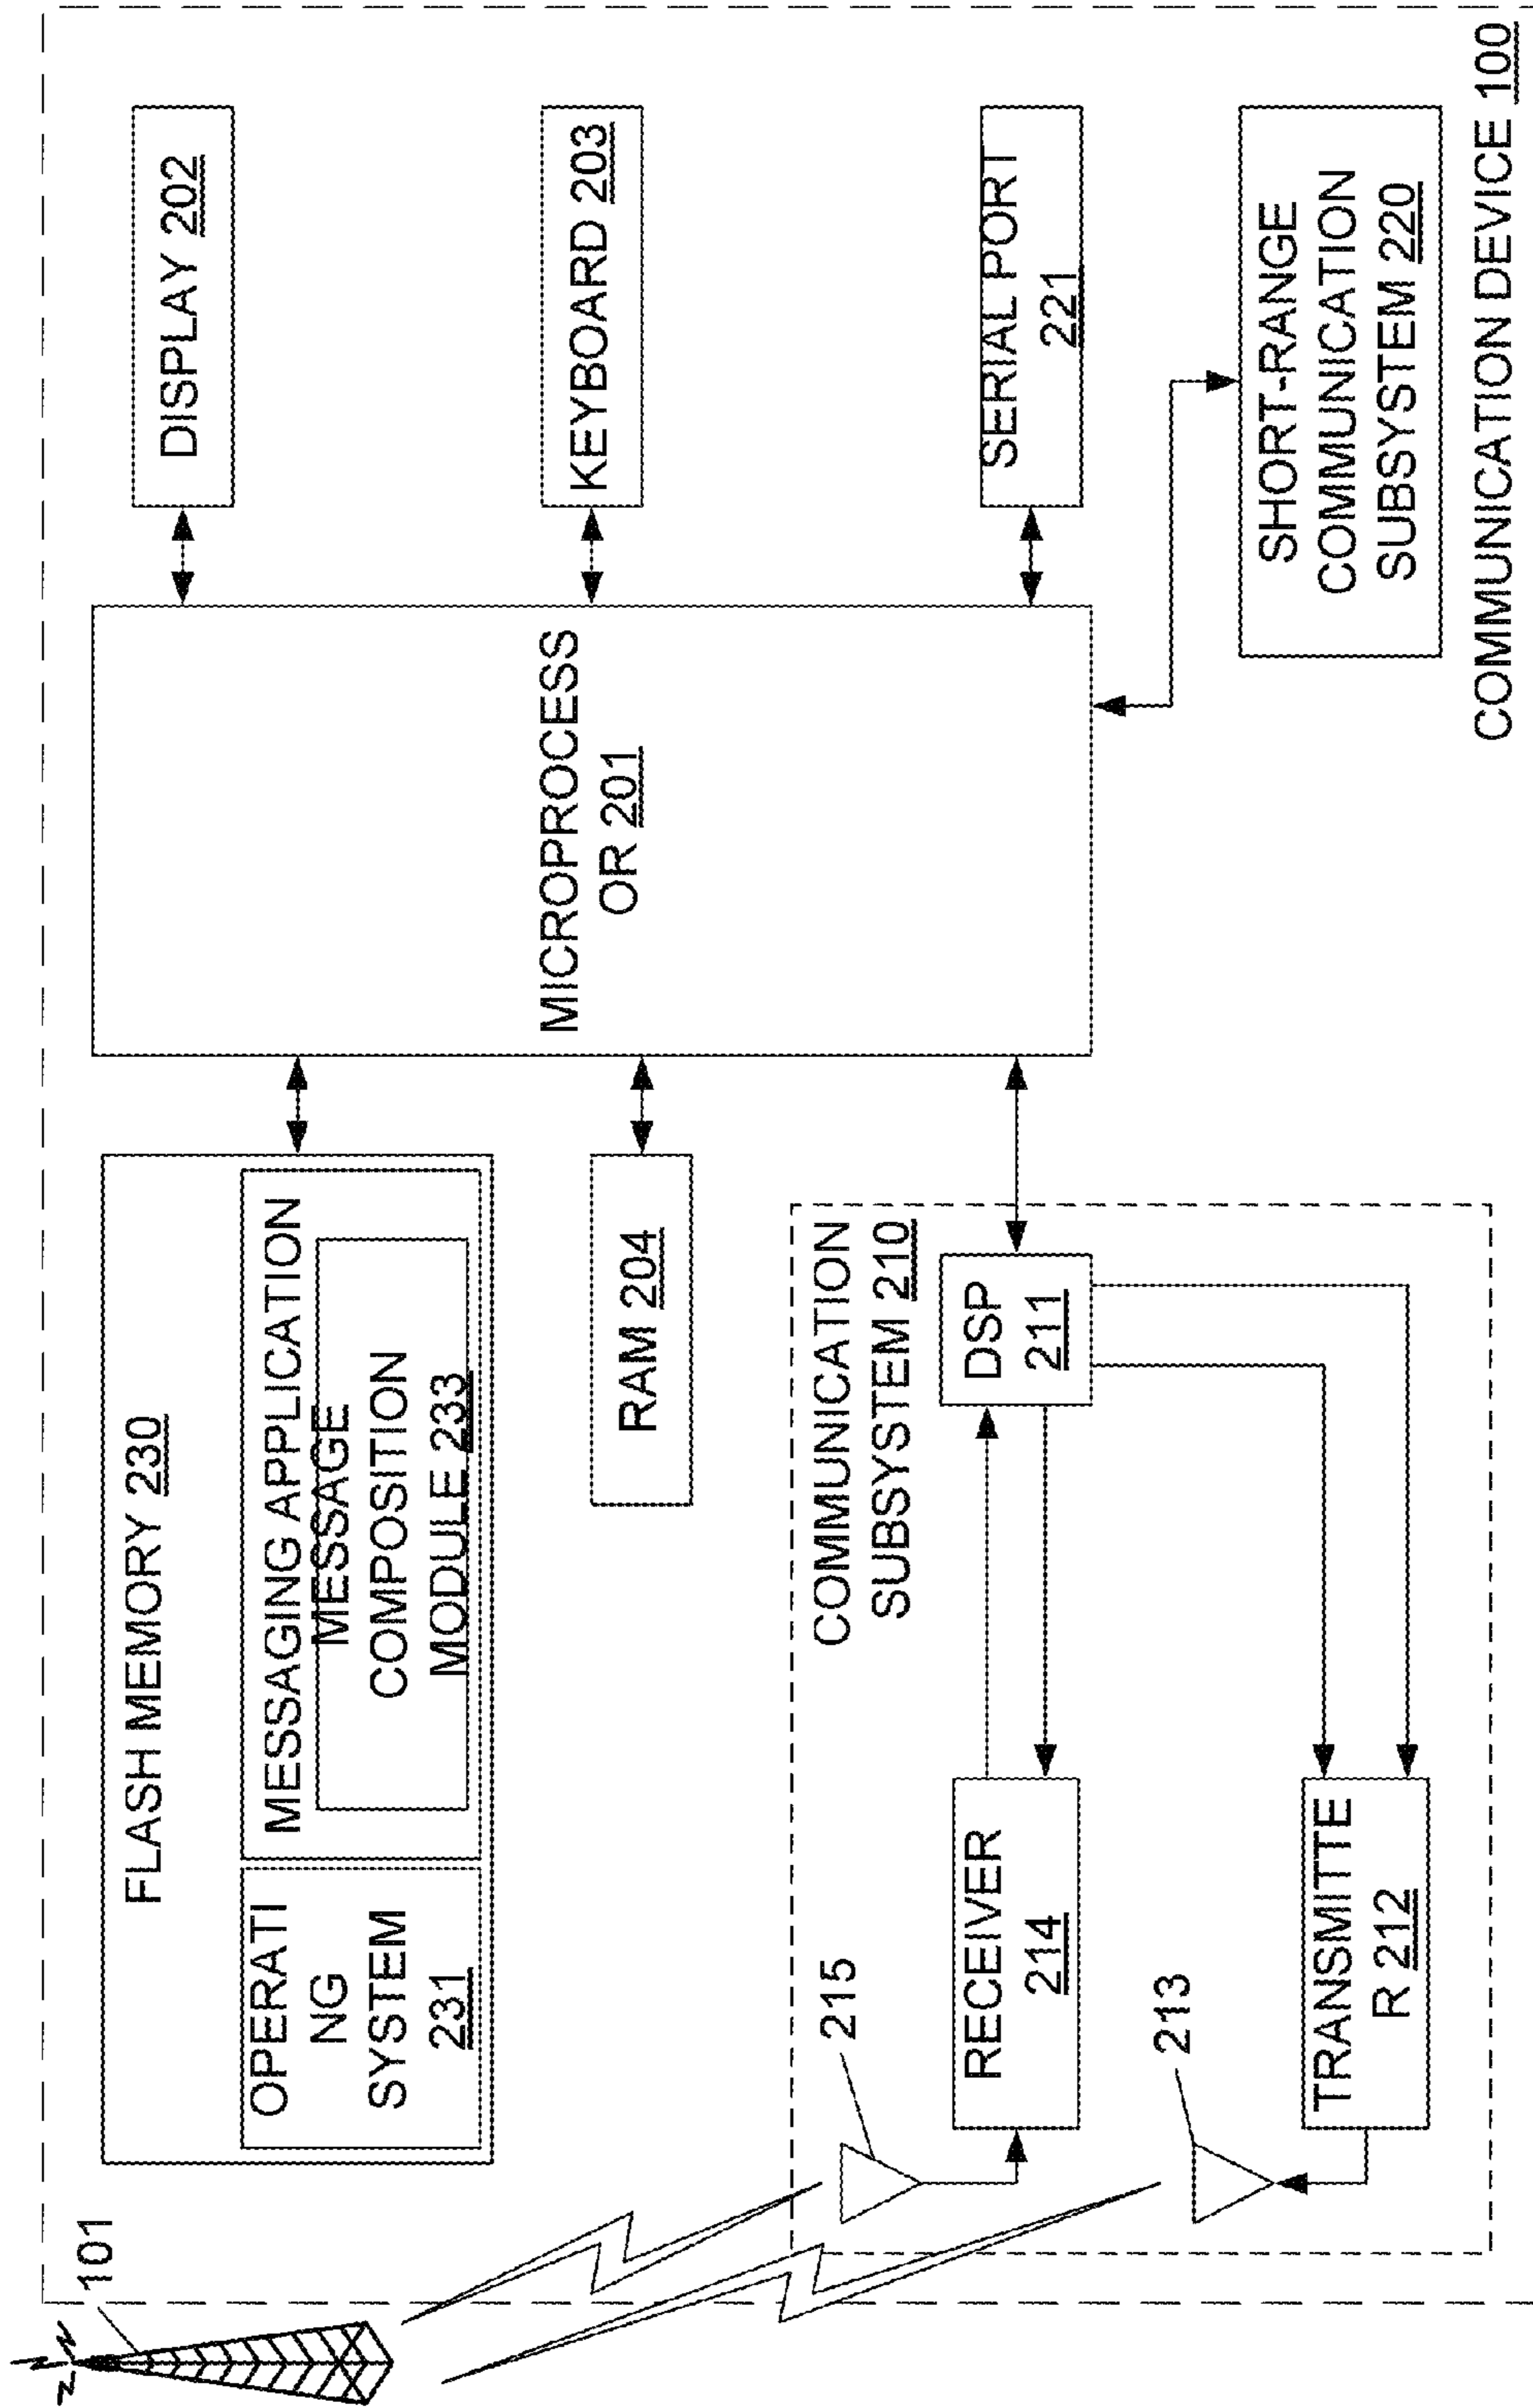 101
FLASH MEMORY 230
OPERATI
NG
SYSTEM
231
MESSAGING APPLICATION
MESSAGE
COMPOSITION
MODULE 233
RAM 204
MICROPROCESS
OR 201
DISPLAY 202
KEYBOARD 203
SERIAL PORT
221
SHORT-RANGE
COMMUNICATION
SUBSYSTEM 220
COMMUNICATION
SUBSYSTEM 210
DSP
211
215
RECEIVER
214
213
TRANSMITTE
R 212
COMMUNICATION DEVICE 100